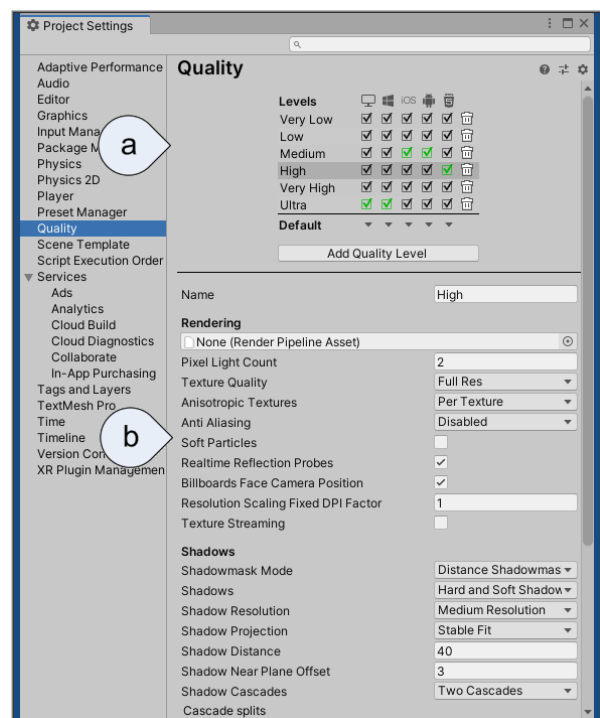 Project Settings
Adaptive Performance
Audio
Editor
Graphics
Input Mana
Package M
Physics
Physics 2D
Player
Preset Manager
Quality
Scene Template
Script Execution Order
Services
Ads
Analytics
Cloud Build
Cloud Diagnostics
Collaborate
In-App Purchasing
Tags and Layers
TextMesh Pro
Time
Timeline
Version Con
XR Plugin Managemen
a
b
Quality
Levels iOS
Very Low
Low
Medium
High
Very High
Ultra
Default
Add Quality Level
Name High
Rendering
None (Render Pipeline Asset)
Pixel Light Count 2
Texture Quality Full Res
Anisotropic Textures Per Texture
Anti Aliasing Disabled
Soft Particles
Realtime Reflection Probes
Billboards Face Camera Position
Resolution Scaling Fixed DPI Factor 1
Texture Streaming
Shadows
Shadowmask Mode Distance Shadowmas
Shadows Hard and Soft Shadow
Shadow Resolution Medium Resolution
Shadow Projection Stable Fit
Shadow Distance 40
Shadow Near Plane Offset 3
Shadow Cascades Two Cascades
Cascade splits